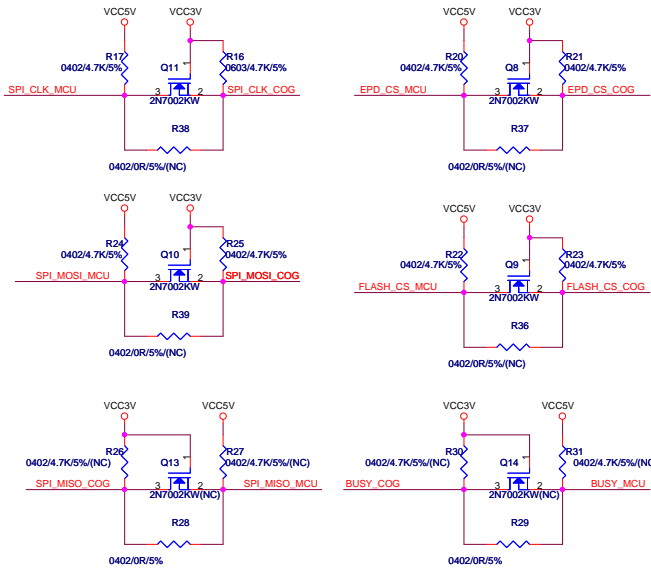 VCC5V VCC3V
R17 R16
0402/4.7K/5% Q11 1 0603/4.7K/5%
SPI_CLK_MCU 3 2 SPI_CLK_COG
2N7002KW
R38
0402/0R/5%/(NC)
VCC5V VCC3V
R20 R21
0402/4.7K/5% Q8 1 0402/4.7K/5%
EPD_CS_MCU 3 2 EPD_CS_COG
2N7002KW
R37
0402/0R/5%/(NC)
VCC5V VCC3V
R24 R25
0402/4.7K/5% Q10 1 0402/4.7K/5%
SPI_MOSI_MCU 3 2 SPI_MOSI_COG
2N7002KW
R39
0402/0R/5%/(NC)
VCC5V VCC3V
R22 R23
0402/4.7K/5% Q9 1 0402/4.7K/5%
FLASH_CS_MCU 3 2 FLASH_CS_COG
2N7002KW
R36
0402/0R/5%/(NC)
VCC3V VCC5V
R26 R27
0402/4.7K/5%/(NC) Q13 1 0402/4.7K/5%/(NC)
SPI_MISO_COG 3 2 SPI_MISO_MCU
2N7002KW(NC)
R28
0402/0R/5%
VCC3V VCC5V
R30 R31
0402/4.7K/5%/(NC) Q14 1 0402/4.7K/5%/(NC
BUSY_COG 3 2 BUSY_MCU
2N7002KW(NC)
R29
0402/0R/5%